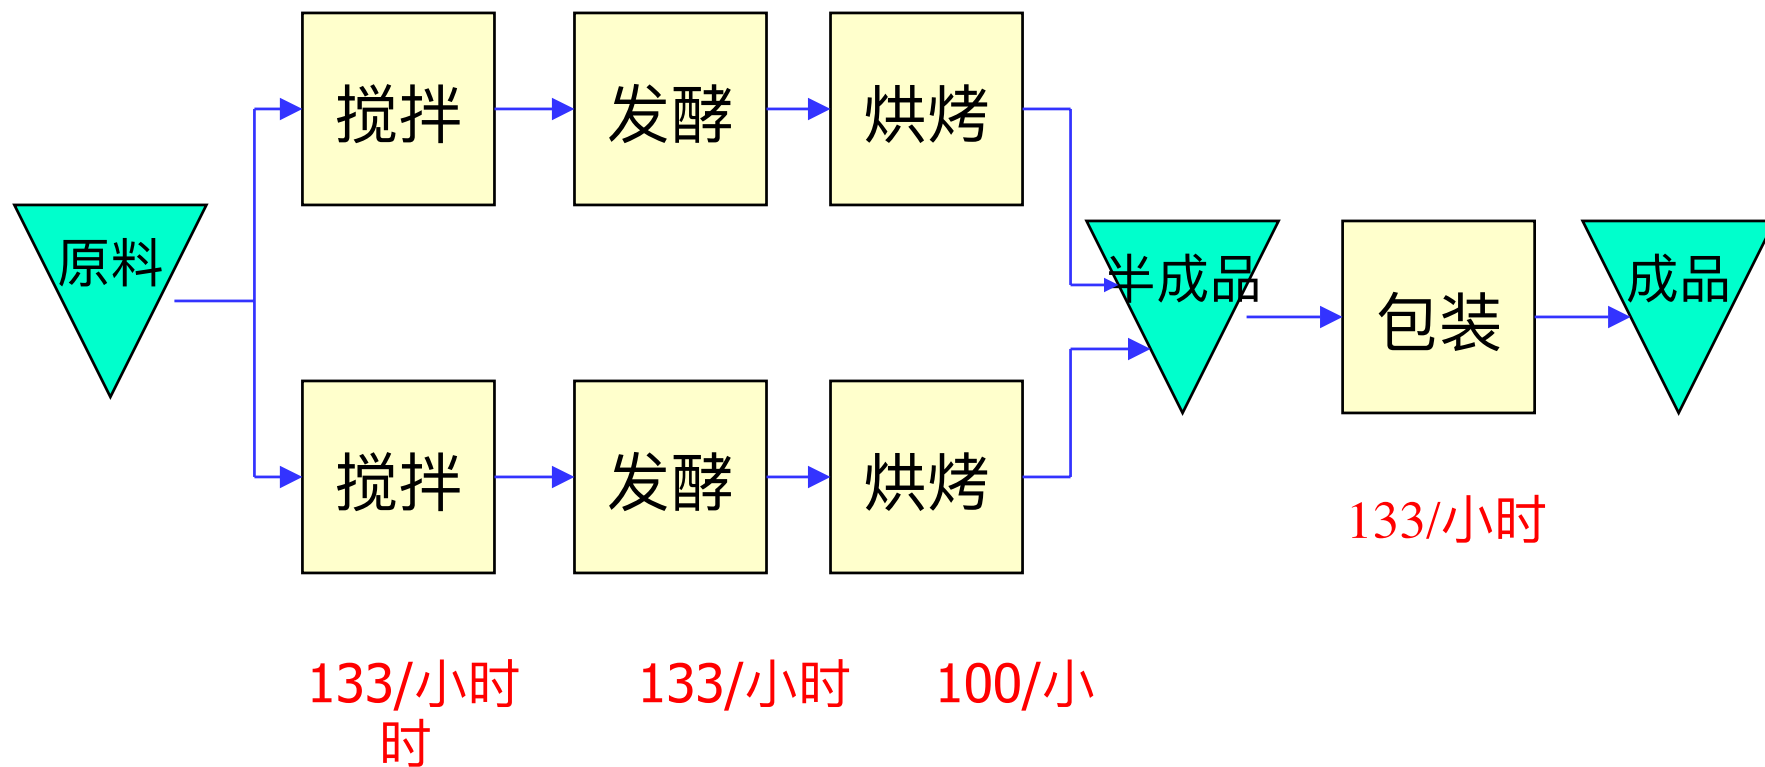 搅拌
发酵
烘烤
原料
半成品
包装
成品
搅拌
发酵
烘烤
133/小时
133/小时 133/小时 100/小
时